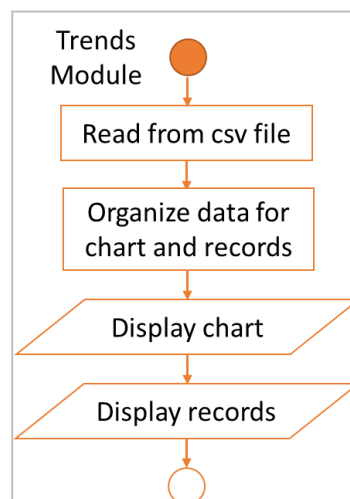 Trends
Module
Read from csv file
Organize data for
chart and records
Display chart
Display records